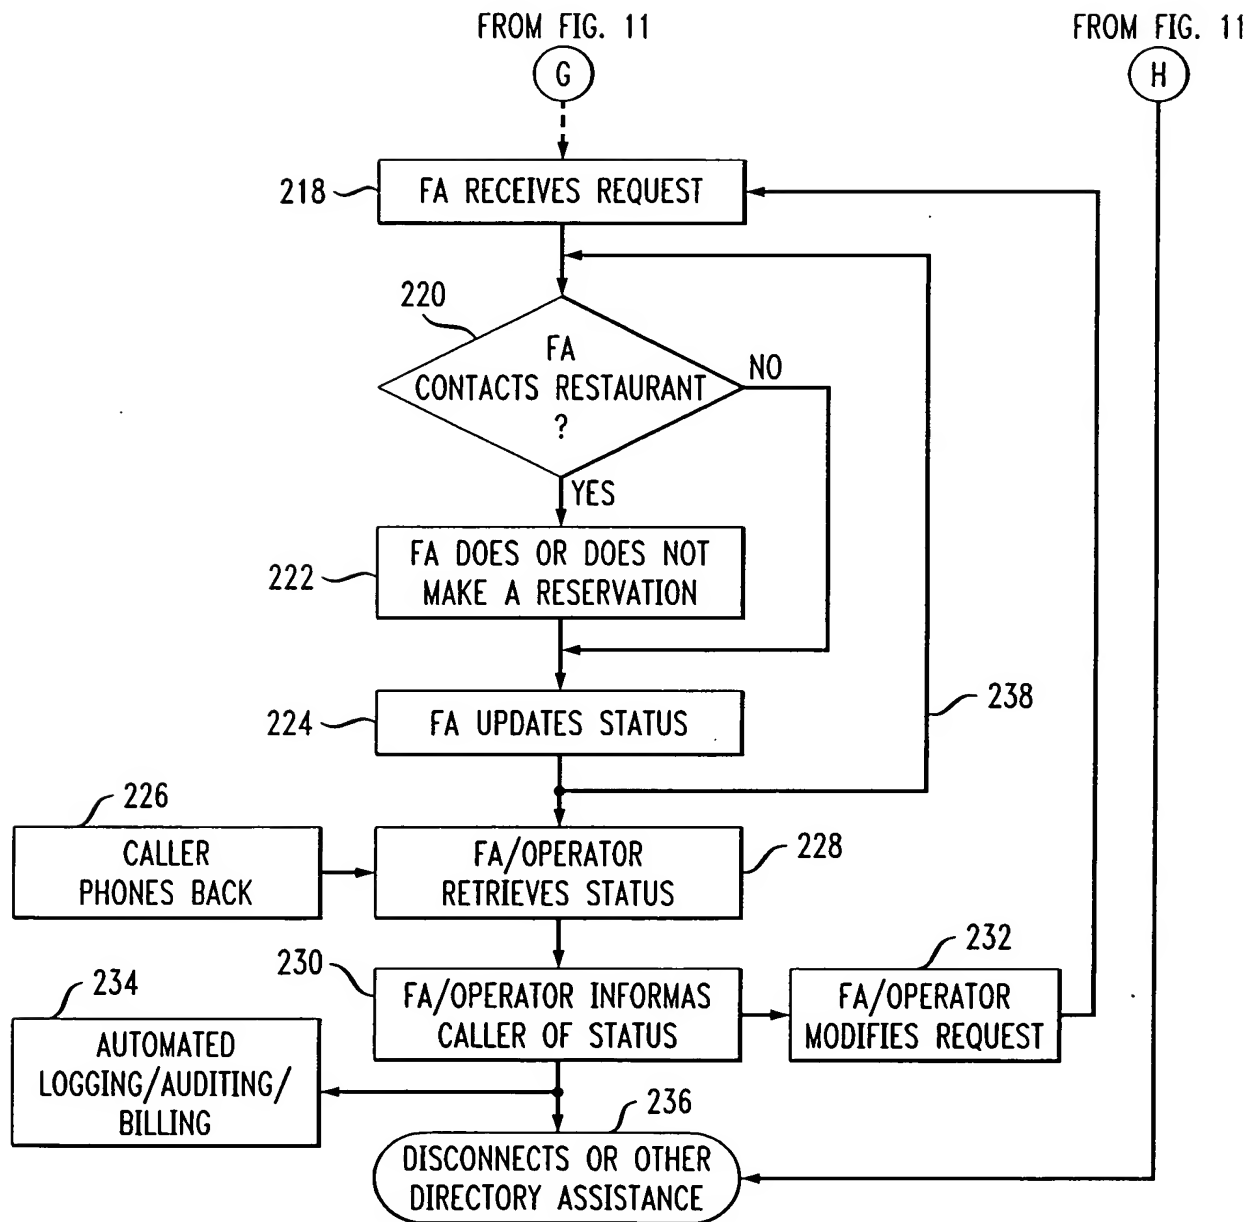 FROM FIG. 11
G
FROM FIG. 11
H
218
FA RECEIVES REQUEST
220
FA
CONTACTS RESTAURANT
?
NO
YES
222
FA DOES OR DOES NOT
MAKE A RESERVATION
224
FA UPDATES STATUS
238
226
CALLER
PHONES BACK
FA/OPERATOR
RETRIEVES STATUS
228
230
FA/OPERATOR INFORMAS
CALLER OF STATUS
232
FA/OPERATOR
MODIFIES REQUEST
234
AUTOMATED
LOGGING/AUDITING/
BILLING
236
DISCONNECTS OR OTHER
DIRECTORY ASSISTANCE